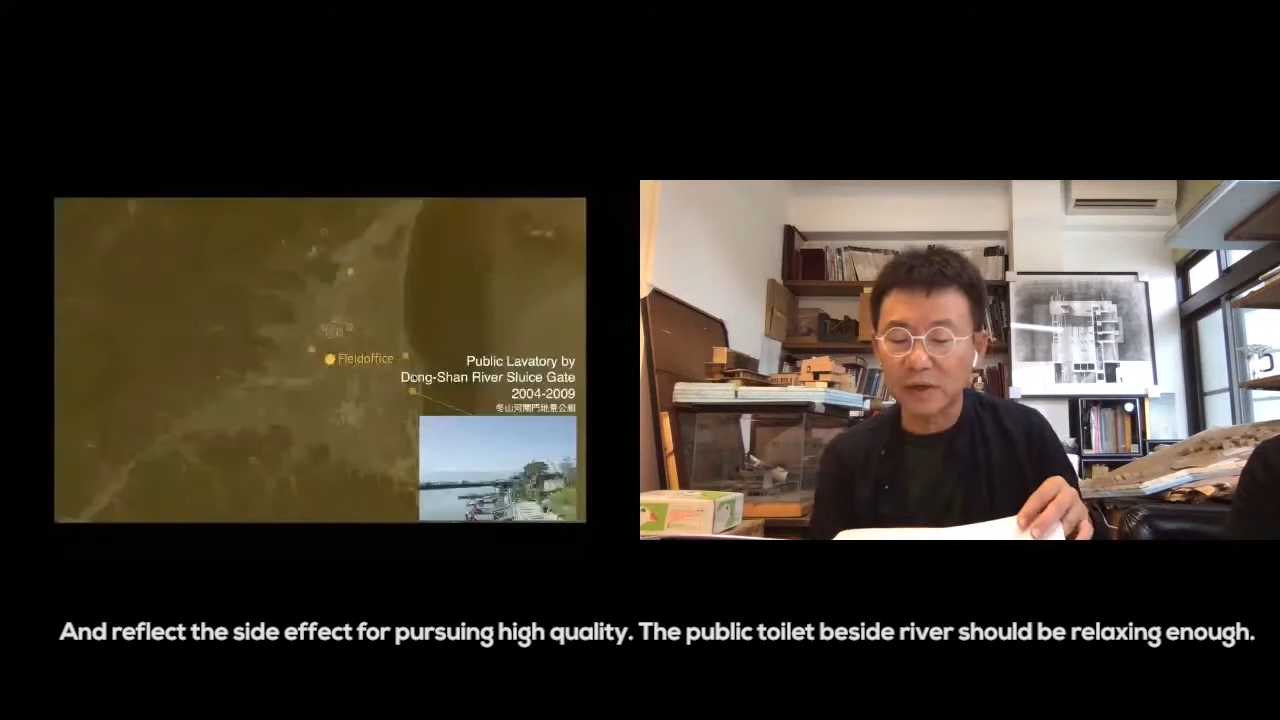 Fieldoffice
Public Lavatory by
Dong-Shan River Sluice Gate
2004-2009
冬山河閘門地景公廁
And reflect the side effect for pursuing high quality. The public toilet beside river should be relaxing enough.